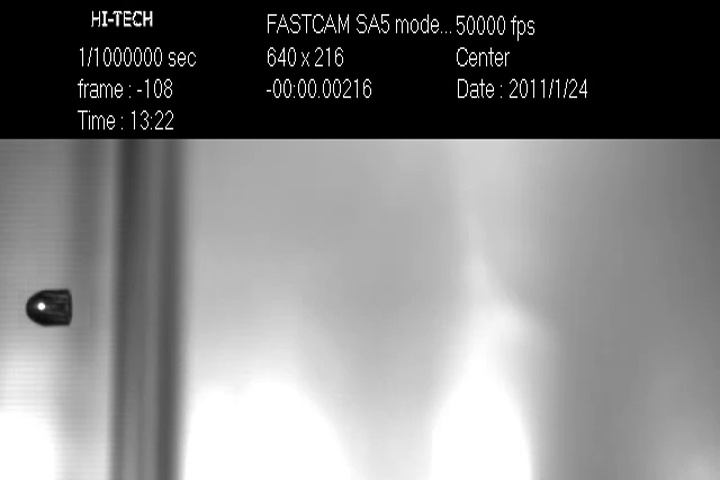 HI-TECH FASTCAM SA5 mode... 50000 fps
1/1000000 sec 640 x 216 Center
frame : -108 -00:00.00216 Date : 2011/1/24
Time : 13:22